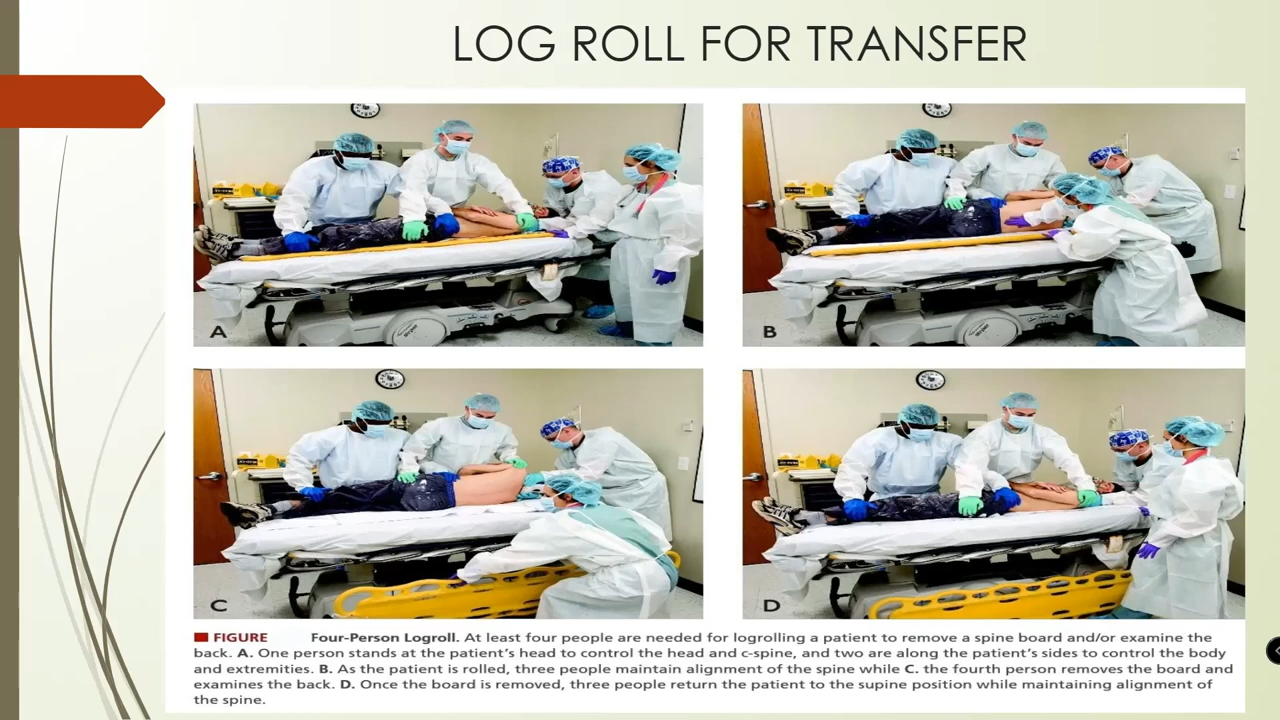 LOG ROLL FOR TRANSFER
A
B
C
D
FIGURE Four-Person Logroll. At least four people are needed for logrolling a patient to remove a spine board and/or examine the
back. A. One person stands at the patient's head to control the head and c-spine, and two are along the patient's sides to control the body
and extremities. B. As the patient is rolled, three people maintain alignment of the spine while C. the fourth person removes the board and
examines the back. D. Once the board is removed, three people return the patient to the supine position while maintaining alignment of
the spine.